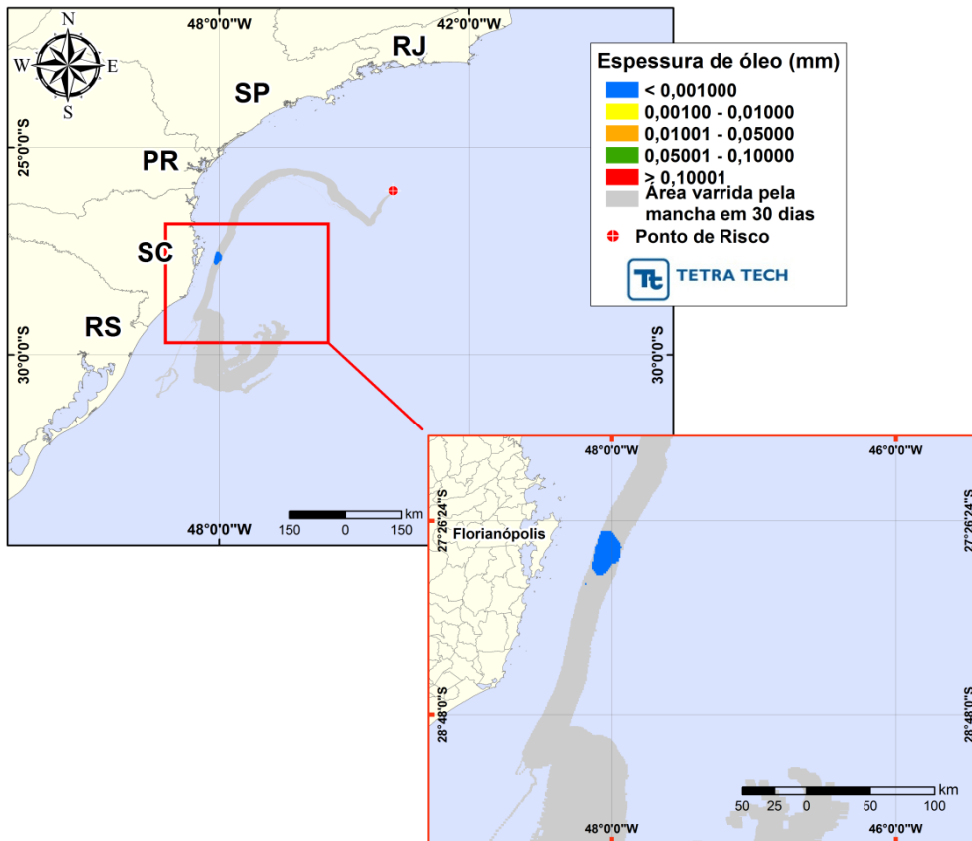 48°0'0"W
42°0'0"W
N
W
E
S
RJ
SP
PR
SC
RS
25°0'0"S
30°0'0"S
30°0'0"S
150
0
150
km
48°0'0"W
Espessura de óleo (mm)
< 0,001000
0,00100 - 0,01000
0,01001 - 0,05000
0,05001 - 0,10000
> 0,10001
Área varrida pela
mancha em 30 dias
Ponto de Risco
Tt
TETRA TECH
48°0'0"W
46°0'0"W
Florianópolis
27°26'24"S
27°26'24"S
28°48'0"S
28°48'0"S
50 25 0 50 100
km
48°0'0"W
46°0'0"W